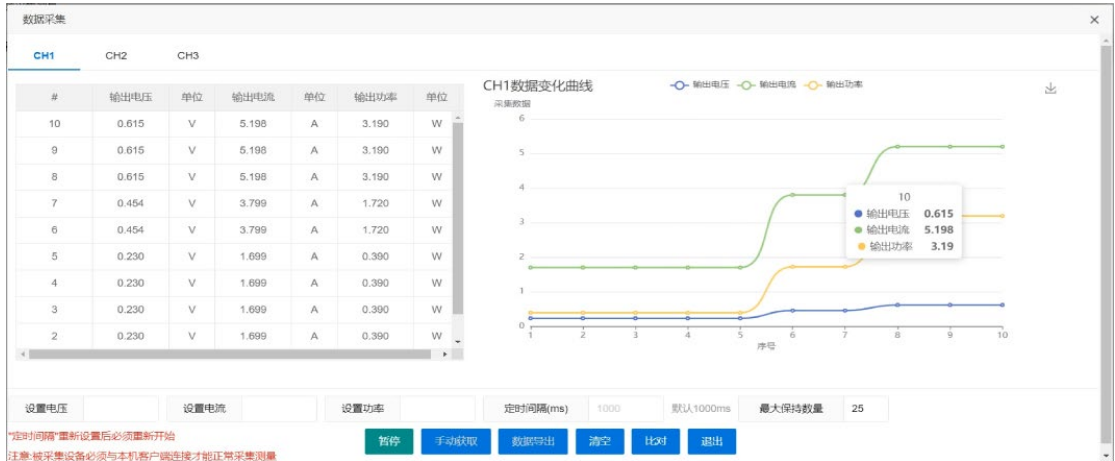 数据采集 ×
CH1 CH2 CH3
# 输出电压 单位 输出电流 单位 输出功率 单位
10 0.615 V 5.198 A 3.190 W
9 0.615 V 5.198 A 3.190 W
8 0.615 V 5.198 A 3.190 W
7 0.454 V 3.799 A 1.720 W
6 0.454 V 3.799 A 1.720 W
5 0.230 V 1.699 A 0.390 W
4 0.230 V 1.699 A 0.390 W
3 0.230 V 1.699 A 0.390 W
2 0.230 V 1.699 A 0.390 W
CH1数据变化曲线 输出电压 输出电流 输出功率
采集数据
6
5
4
3
2
1
0
1 2 3 4 5 6 7 8 9 10
序号
10
输出电压 0.615
输出电流 5.198
输出功率 3.19
设置电压 设置电流 设置功率 定时间隔(ms) 1000 默认1000ms 最大保持数量 25
"定时间隔"重新设置后必须重新开始
暂停 手动获取 数据导出 清空 比对 退出
注意:被采集设备必须与本机客户端连接才能正常采集测量